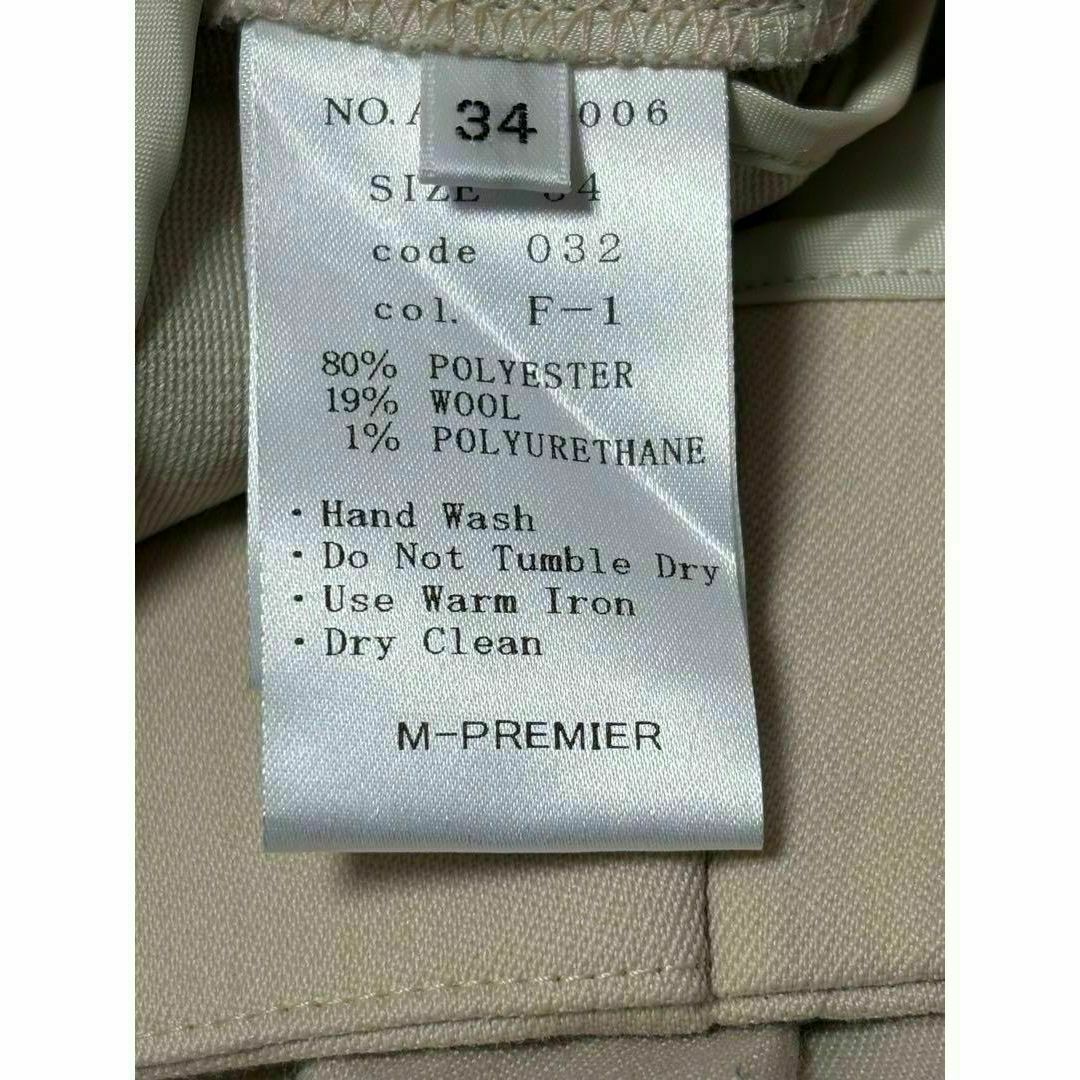 NO. 006
34
SIZE
code 032
col. F-1
80% POLYESTER
19% WOOL
1% POLYURETHANE
・Hand Wash
・Do Not Tumble Dry
・Use Warm Iron
・Dry Clean
M-PREMIER